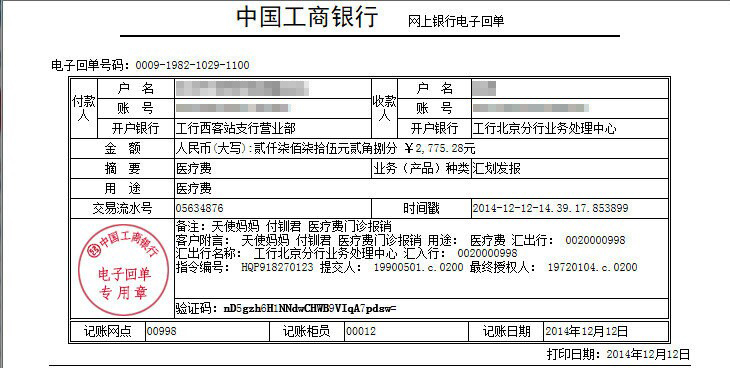 中国工商银行 网上银行电子回单
电子回单号码：0009-1982-1029-1100
付款人 户 名 收款人 户 名
账 号 账 号
开户银行 工行西客站支行营业部 开户银行 工行北京分行业务处理中心
金 额 人民币(大写):贰仟柒佰柒拾伍元贰角捌分 ￥2,775.28元
摘 要 医疗费 业务（产品）种类 汇划发报
用 途 医疗费
交易流水号 05634876 时间戳 2014-12-12-14.39.17.853899
备注：天使妈妈 付钏君 医疗费门诊报销
客户附言： 天使妈妈 付钏君 医疗费门诊报销 用途： 医疗费 汇出行： 0020000998
汇出行名称： 工行北京分行业务处理中心 汇入行： 0020000998
指令编号： HQP918270123 提交人： 19900501.c.0200 最终授权人： 19720104.c.0200
中国工商银行
电子回单
专用章
验证码：nD5gzh6H1NNdwCHWB9VIqA7pdsw=
记账网点 00998 记账柜员 00012 记账日期 2014年12月12日
打印日期：2014年12月12日